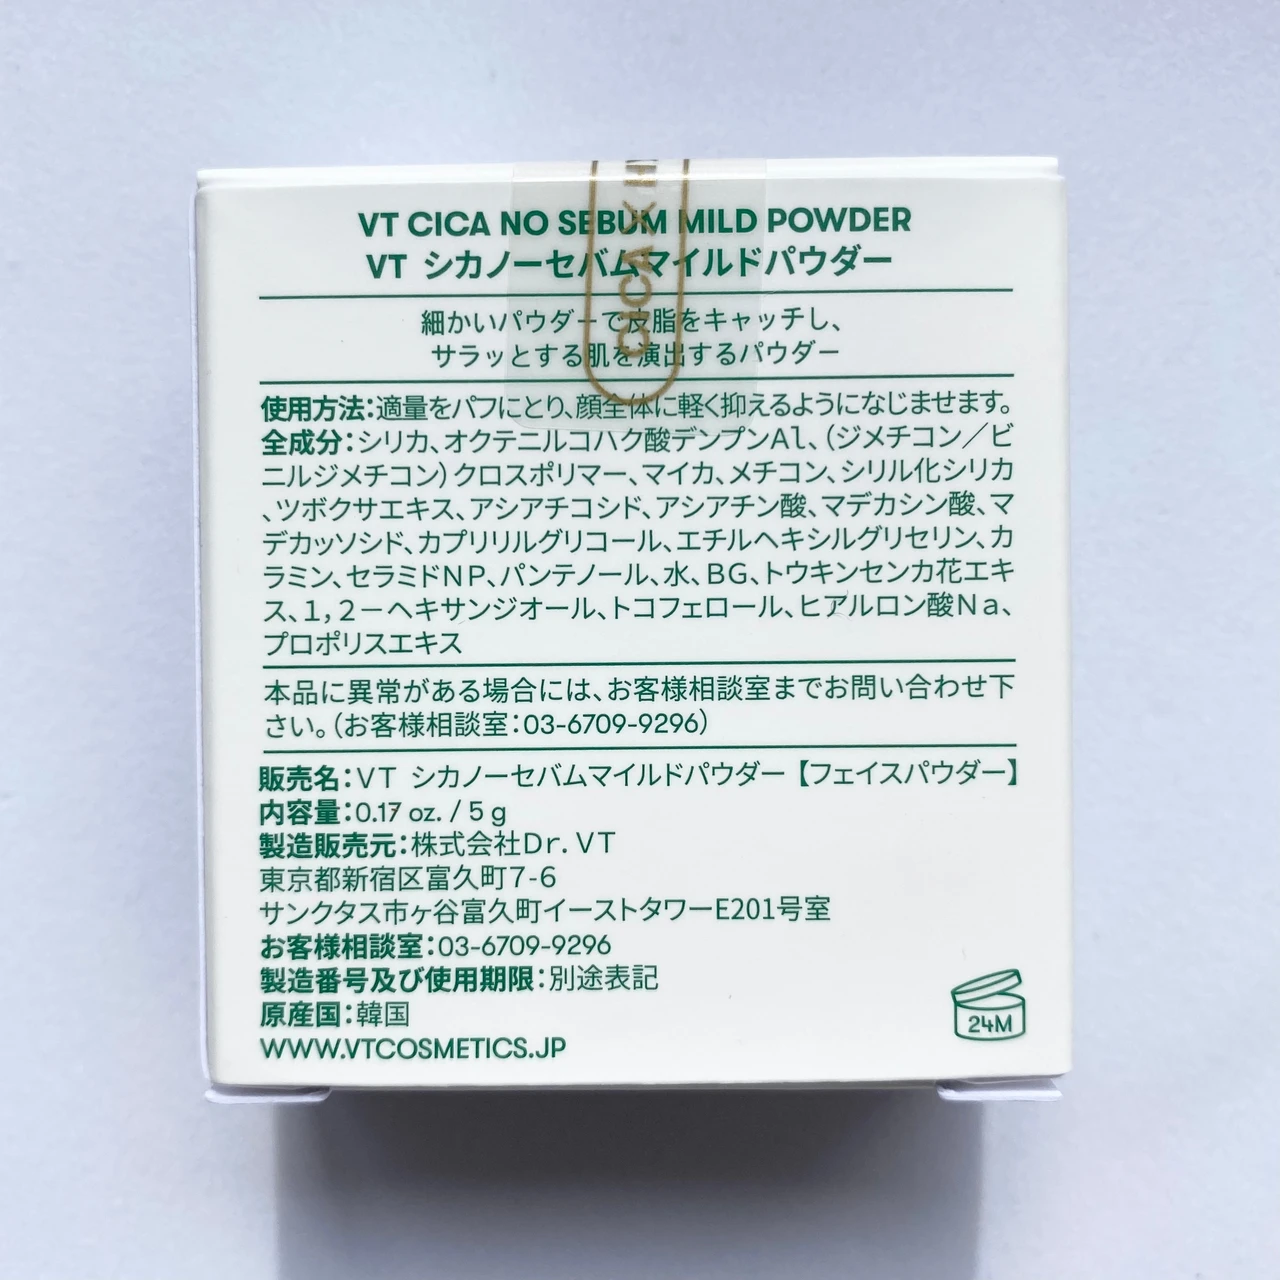 VT CICA NO SEBUM MILD POWDER
VT シカノーセバムマイルドパウダー
細かいパウダーで皮脂をキャッチし、
サラッとする肌を演出するパウダー
使用方法:適量をパフにとり、顔全体に軽く抑えるようになじませます。
全成分:シリカ、オクテニルコハク酸デンプンAl、(ジメチコン/ビ
ニルジメチコン)クロスポリマー、マイカ、メチコン、シリル化シリカ
、ツボクサエキス、アシアチコシド、アシアチン酸、マデカシン酸、マ
デカッソシド、カプリリルグリコール、エチルヘキシルグリセリン、カ
ラミン、セラミドNP、パンテノール、水、BG、トウキンセンカ花エキ
ス、1,2-ヘキサンジオール、トコフェロール、ヒアルロン酸Na、
プロポリスエキス
本品に異常がある場合には、お客様相談室までお問い合わせ下
さい。(お客様相談室:03-6709-9296)
販売名:VT シカノーセバムマイルドパウダー【フェイスパウダー】
内容量:0.17 oz. / 5 g
製造販売元:株式会社Dr. VT
東京都新宿区富久町7-6
サンクタス市ヶ谷富久町イーストタワーE201号室
お客様相談室:03-6709-9296
製造番号及び使用期限:別途表記
原産国:韓国
WWW.VTCOSMETICS.JP
24M
CICA X